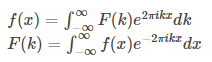 f(x) = ∫_{-∞}^{∞} F(k)e^{2πikx}dk
F(k) = ∫_{-∞}^{∞} f(x)e^{-2πikx}dx